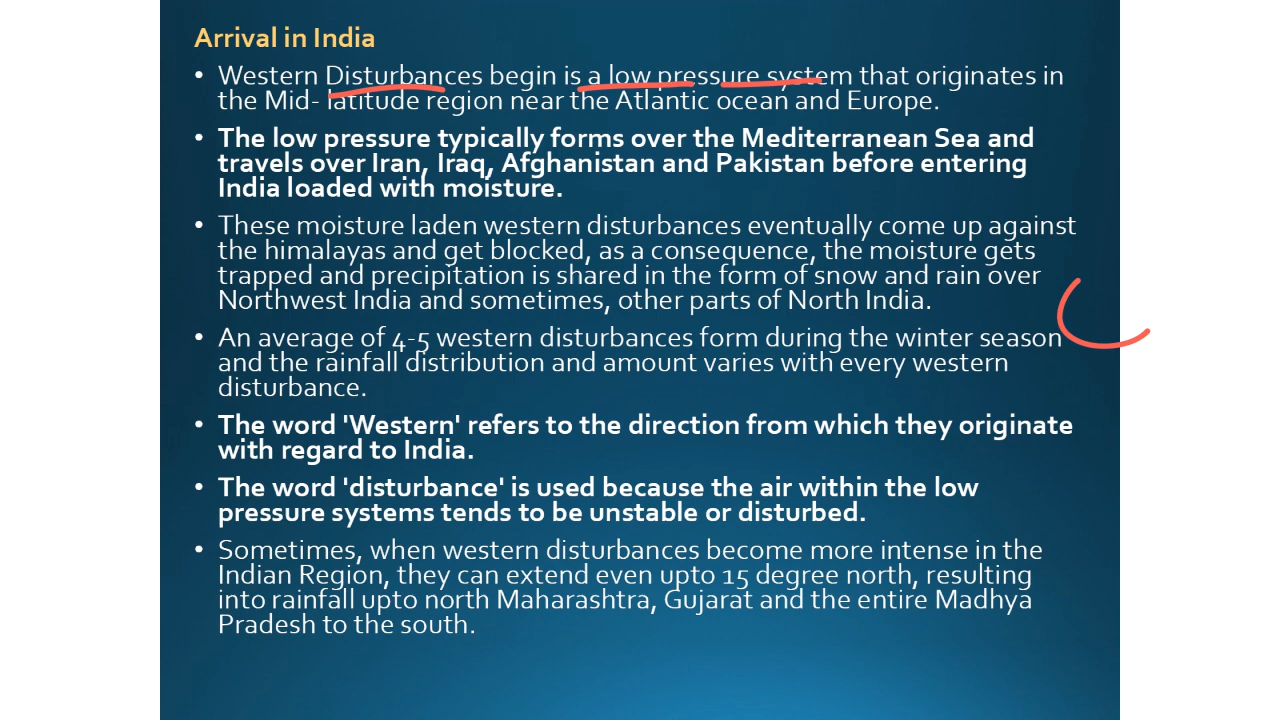 Arrival in India
• Western Disturbances begin is a low pressure system that originates in
the Mid- latitude region near the Atlantic ocean and Europe.
• The low pressure typically forms over the Mediterranean Sea and
travels over Iran, Iraq, Afghanistan and Pakistan before entering
India loaded with moisture.
• These moisture laden western disturbances eventually come up against
the himalayas and get blocked, as a consequence, the moisture gets
trapped and precipitation is shared in the form of snow and rain over
Northwest India and sometimes, other parts of North India.
• An average of 4-5 western disturbances form during the winter season
and the rainfall distribution and amount varies with every western
disturbance.
• The word 'Western' refers to the direction from which they originate
with regard to India.
• The word 'disturbance' is used because the air within the low
pressure systems tends to be unstable or disturbed.
• Sometimes, when western disturbances become more intense in the
Indian Region, they can extend even upto 15 degree north, resulting
into rainfall upto north Maharashtra, Gujarat and the entire Madhya
Pradesh to the south.